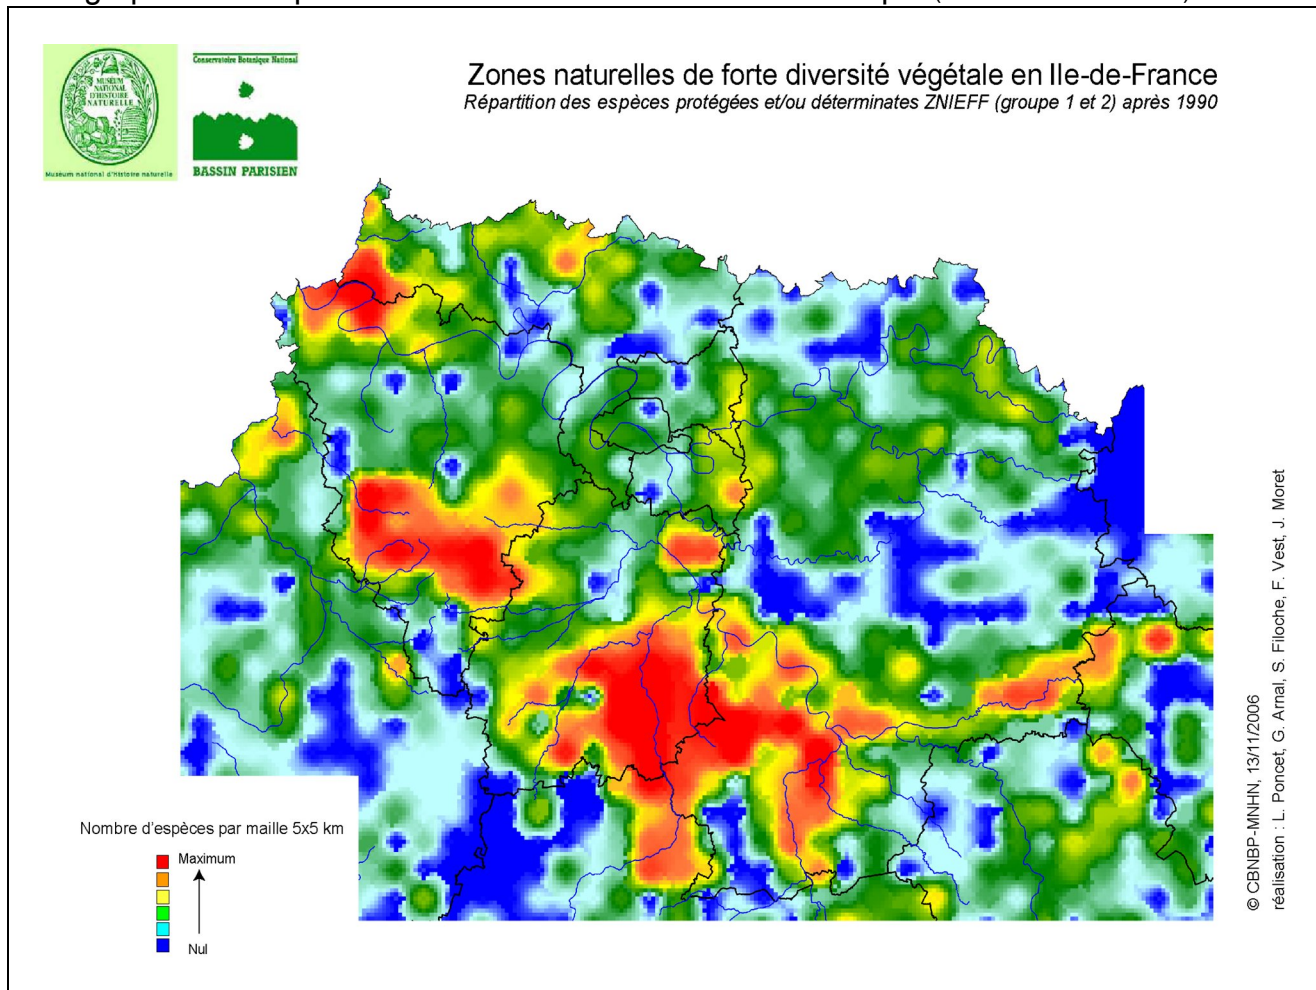 Conservatoire Botanique National
MUSÉUM
NATIONAL
D'HISTOIRE
NATURELLE
Muséum national d'Histoire naturelle
BASSIN PARISIEN
Zones naturelles de forte diversité végétale en Ile-de-France
Répartition des espèces protégées et/ou déterminates ZNIEFF (groupe 1 et 2) après 1990
Nombre d'espèces par maille 5x5 km
Maximum
Nul
© CBNBP-MNHN, 13/11/2006
réalisation : L. Poncet, G. Arnal, S. Filoche, F. Vest, J. Moret